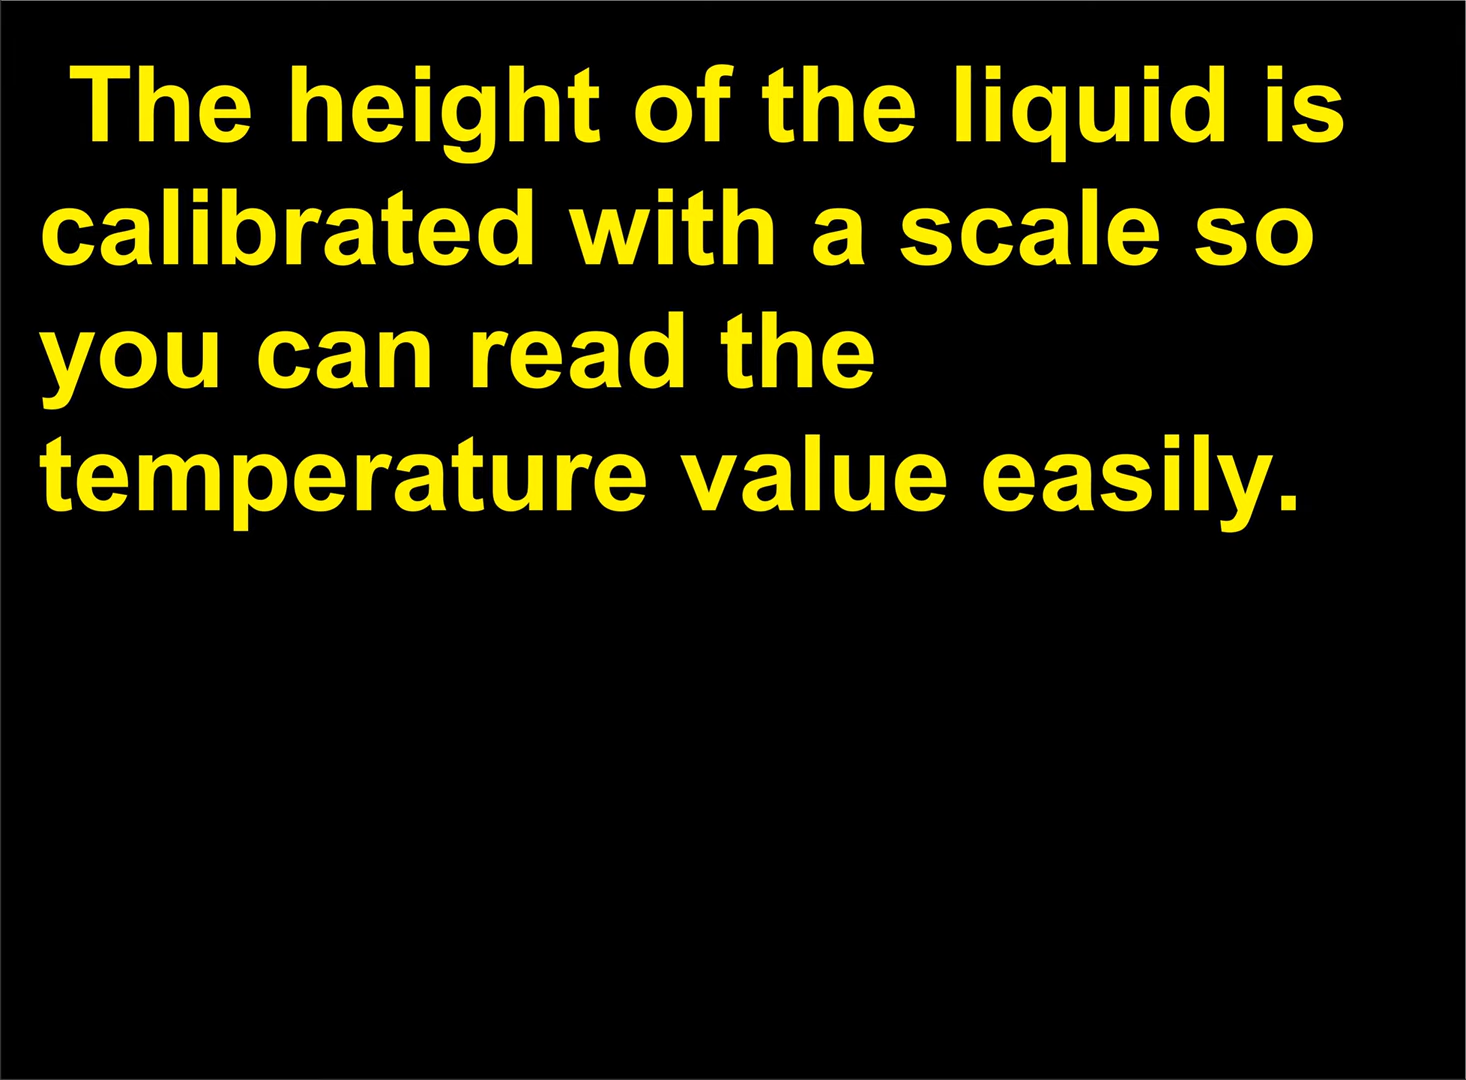 The height of the liquid is
calibrated with a scale so
you can read the
temperature value easily.